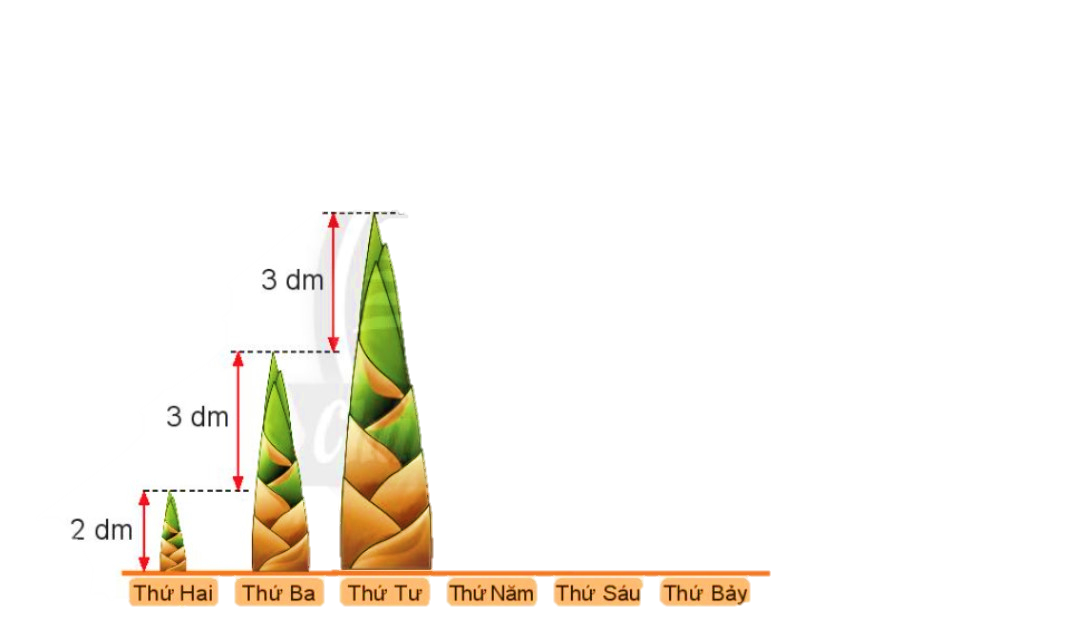 3 dm
3 dm
2 dm
Thứ Hai Thứ Ba Thứ Tư Thứ Năm Thứ Sáu Thứ Bảy